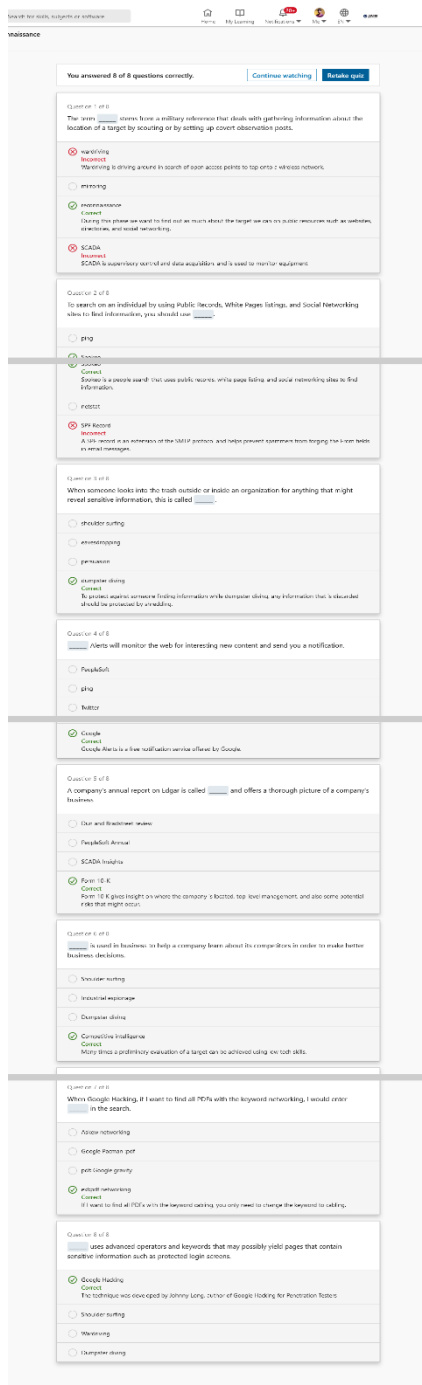 Search for skills, subjects or software
Home My Learning Notifications Me EN
nnaissance
You answered 8 of 8 questions correctly. Continue watching Retake quiz
Question 1 of 8
The term _____ stems from a military reference that deals with gathering information about the
location of a target by scouting or by setting up covert observation posts.
wardriving
Incorrect
Wardriving is driving around in search of open access points to tap onto a wireless network.
mirroring
reconnaissance
Correct
During this phase we want to find out as much about the target we can on public resources such as websites,
directories, and social networking.
SCADA
Incorrect
SCADA is supervisory control and data acquisition, and is used to monitor equipment
Question 2 of 8
To search on an individual by using Public Records, White Pages listings, and Social Networking
sites to find information, you should use _____.
ping
Spokeo
Correct
Spokeo is a people search that uses public records, white page listing, and social networking sites to find
information.
netstat
SPF Record
Incorrect
A SPF record is an extension of the SMTP protocol and helps prevent spammers from forging the From fields
in email messages.
Question 3 of 8
When someone looks into the trash outside or inside an organization for anything that might
reveal sensitive information, this is called _____.
shoulder surfing
eavesdropping
persuasion
dumpster diving
Correct
To protect against someone finding information while dumpster diving, any information that is discarded
should be protected by shredding.
Question 4 of 8
_____ Alerts will monitor the web for interesting new content and send you a notification.
PeopleSoft
ping
Twitter
Google
Correct
Google Alerts is a free notification service offered by Google.
Question 5 of 8
A company's annual report on Edgar is called _____ and offers a thorough picture of a company's
business
Dun and Bradstreet review
PeopleSoft Annual
SCADA Insights
Form 10-K
Correct
Form 10-K gives insight on where the company is located, top level management, and also some potential
risks that might occur.
Question 6 of 8
_____ is used in business to help a company learn about its competitors in order to make better
business decisions.
Shoulder surfing
Industrial espionage
Dumpster diving
Competitive intelligence
Correct
Many times a preliminary evaluation of a target can be achieved using low tech skills.
Question 7 of 8
When Google Hacking, if I want to find all PDFs with the keyword networking, I would enter
_____ in the search.
networking
Google Pacman :pdf
pdf: Google gravity
networking
Correct
If I want to find all PDFs with the keyword cabling, you only need to change the keyword to cabling.
Question 8 of 8
_____ uses advanced operators and keywords that may possibly yield pages that contain
sensitive information such as protected login screens.
Google Hacking
Correct
The technique was developed by Johnny Long, author of Google Hacking for Penetration Testers
Shoulder surfing
Wardriving
Dumpster diving